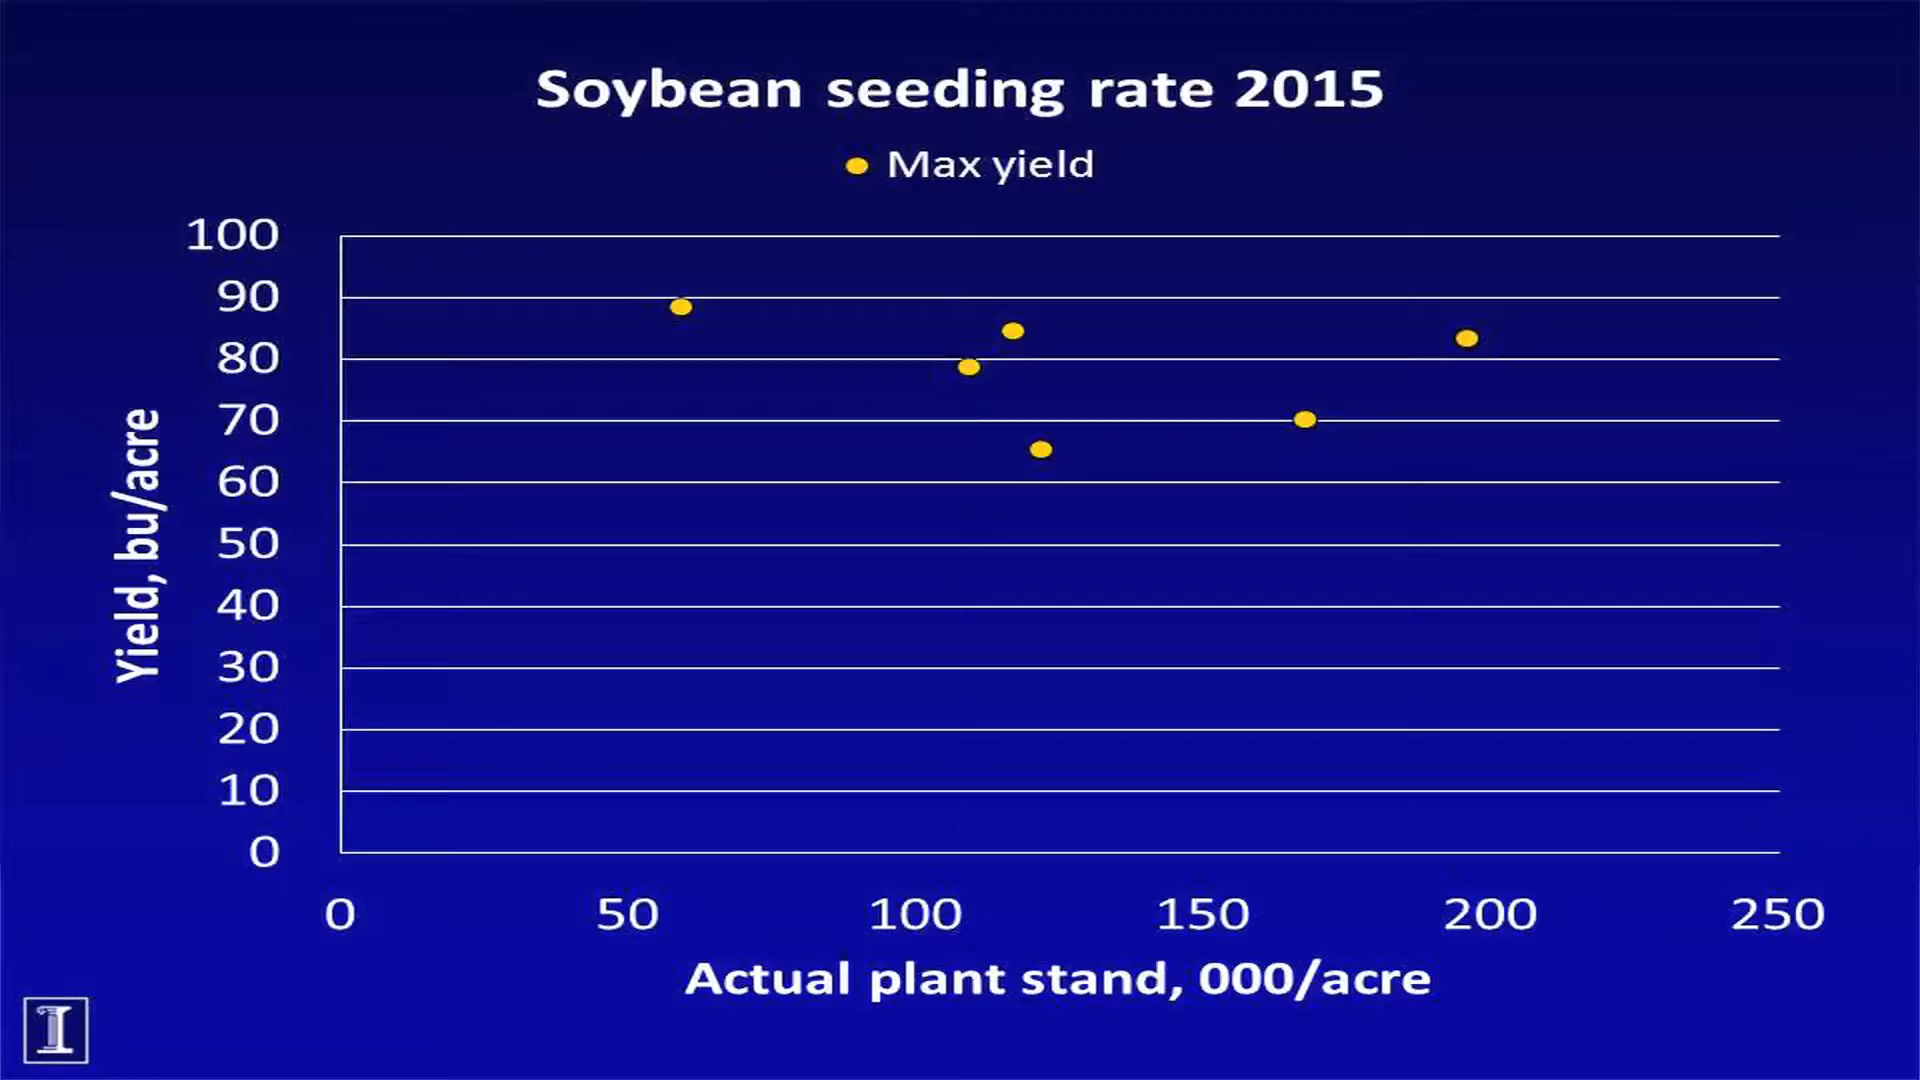 Soybean seeding rate 2015
Max yield
100
90
80
70
60
50
40
30
20
10
0
Yield, bu/acre
0 50 100 150 200 250
Actual plant stand, 000/acre
I